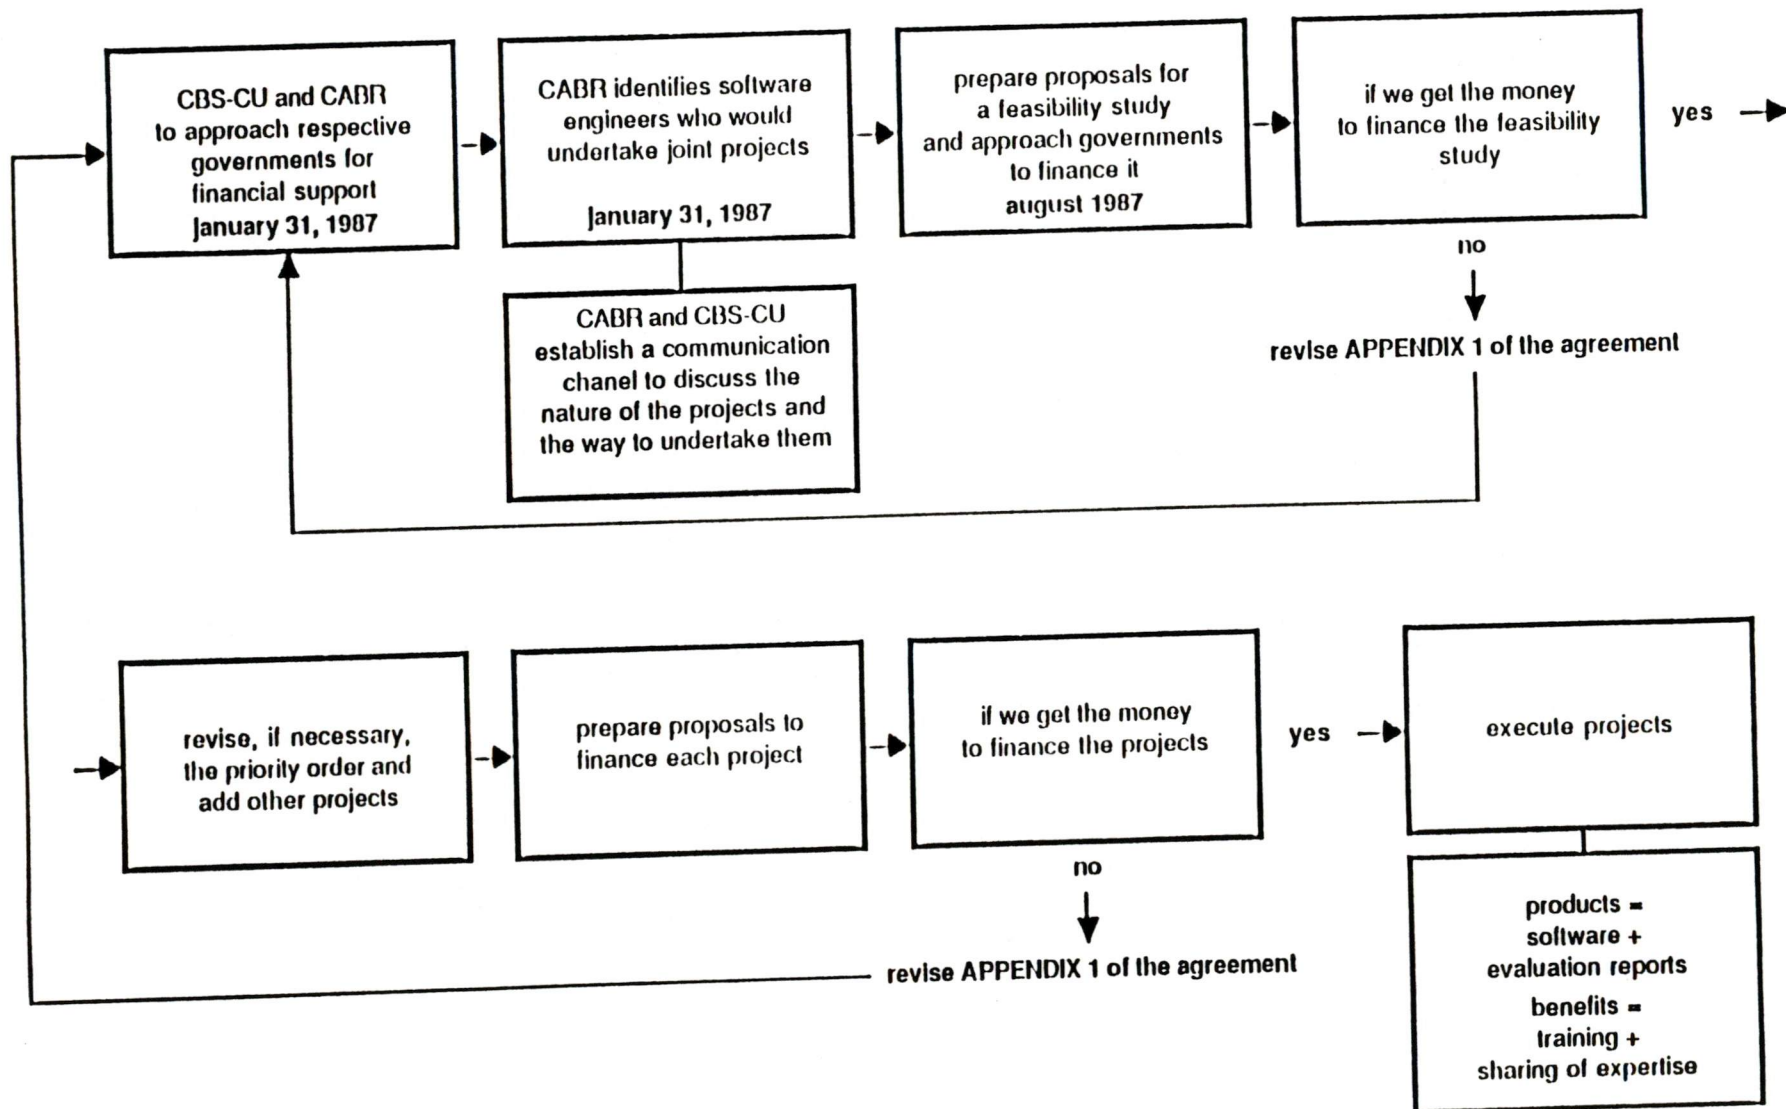 CBS-CU and CABR
to approach respective
governments for
financial support
January 31, 1987
CABR identifies software
engineers who would
undertake joint projects
January 31, 1987
CABR and CBS-CU
establish a communication
chanel to discuss the
nature of the projects and
the way to undertake them
prepare proposals for
a feasibility study
and approach governments
to finance it
august 1987
if we get the money
to finance the feasibility
study
yes
no
revise APPENDIX 1 of the agreement
revise, if necessary,
the priority order and
add other projects
prepare proposals to
finance each project
if we get the money
to finance the projects
yes
no
revise APPENDIX 1 of the agreement
execute projects
products =
software +
evaluation reports
benefits =
training +
sharing of expertise